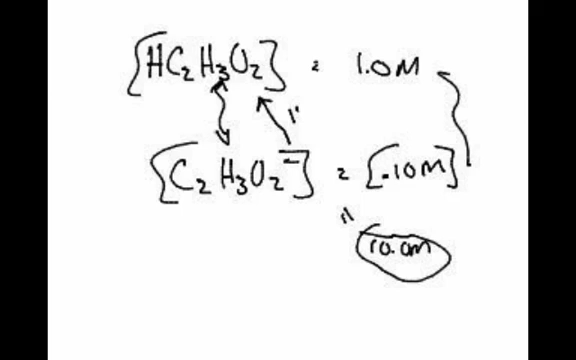 [HC₂H₃O₂] = 1.0M
[C₂H₃O₂⁻] = [.10M]
10.0M